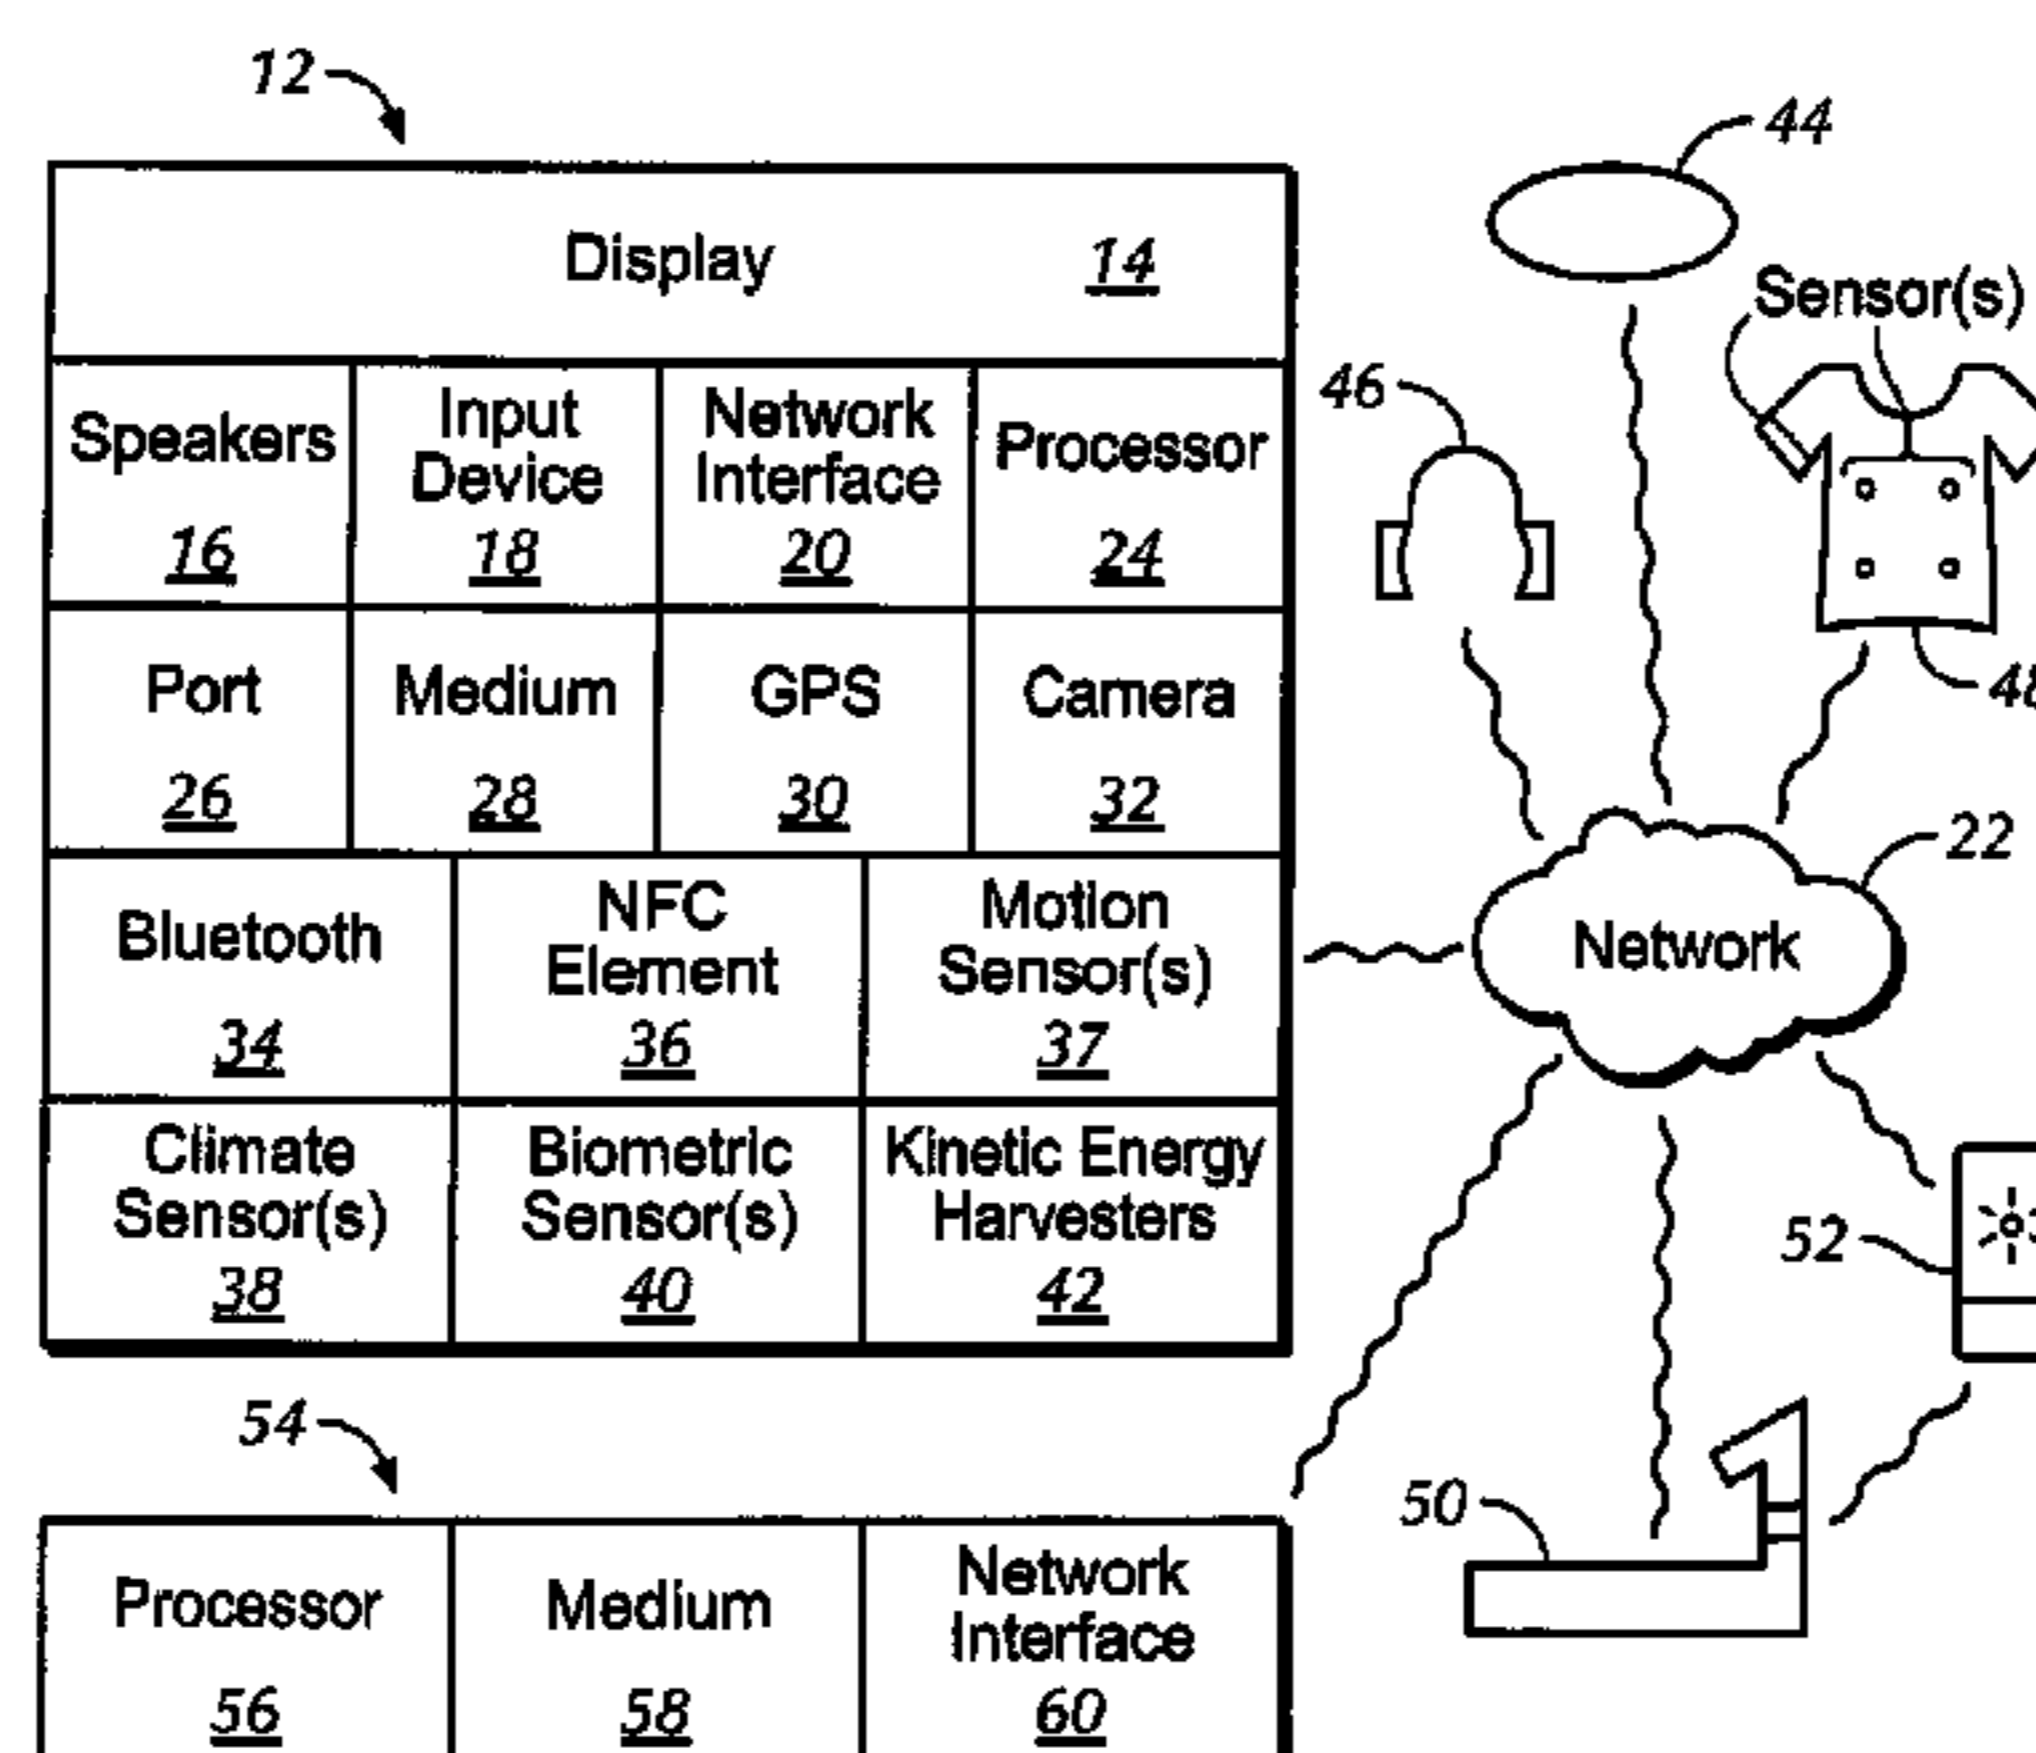 12
Display 14
Speakers
16
Input
Device
18
Network
Interface
20
Processor
24
Port
26
Medium
28
GPS
30
Camera
32
Bluetooth
34
NFC
Element
36
Motion
Sensor(s)
37
Climate
Sensor(s)
38
Biometric
Sensor(s)
40
Kinetic Energy
Harvesters
42
44
46
Sensor(s)
48
22
Network
52
50
54
Processor
56
Medium
58
Network
Interface
60